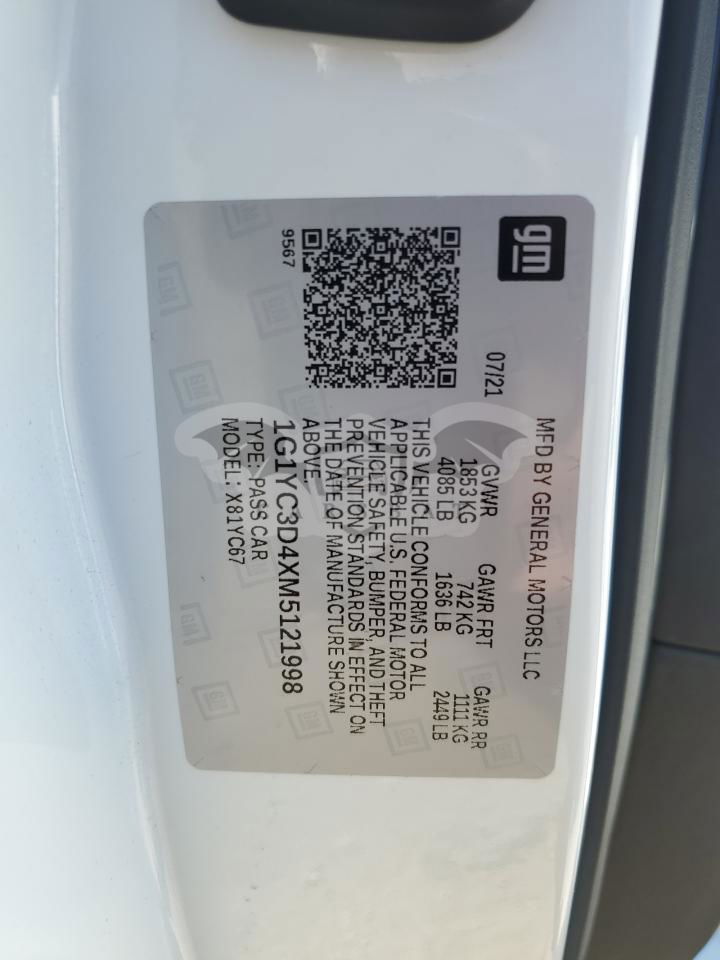 gm
MFD BY GENERAL MOTORS LLC
07/21
GVWR GAWR FRT GAWR RR
1853 KG 742 KG 1111 KG
4085 LB 1636 LB 2449 LB
THIS VEHICLE CONFORMS TO ALL
APPLICABLE U.S. FEDERAL MOTOR
VEHICLE SAFETY, BUMPER, AND THEFT
PREVENTION STANDARDS IN EFFECT ON
THE DATE OF MANUFACTURE SHOWN
ABOVE.
9567
1G1YC3D4XM5121998
TYPE: PASS CAR
MODEL: X81YC67